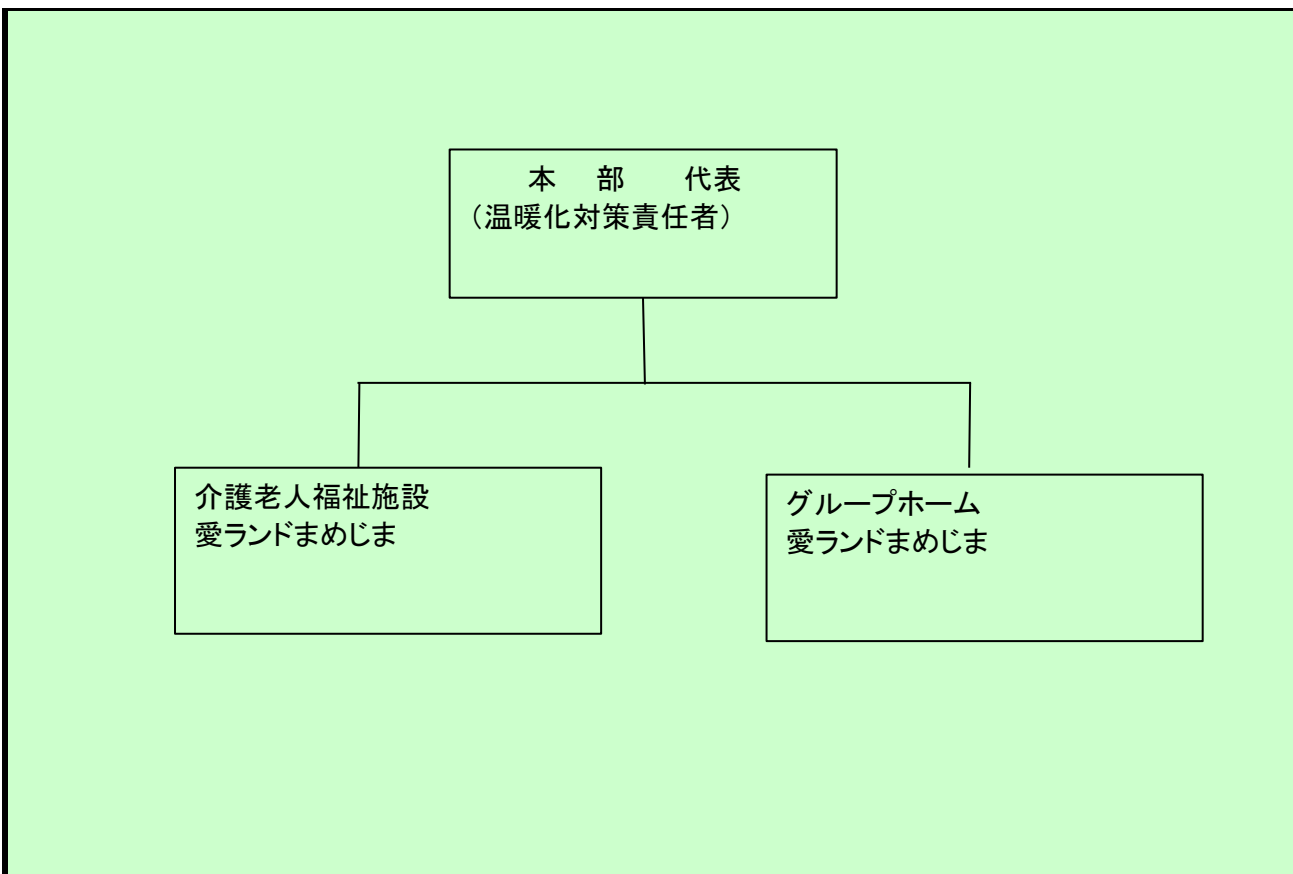 本 部 代表
（温暖化対策責任者）
介護老人福祉施設
愛ランドまめじま
グループホーム
愛ランドまめじま